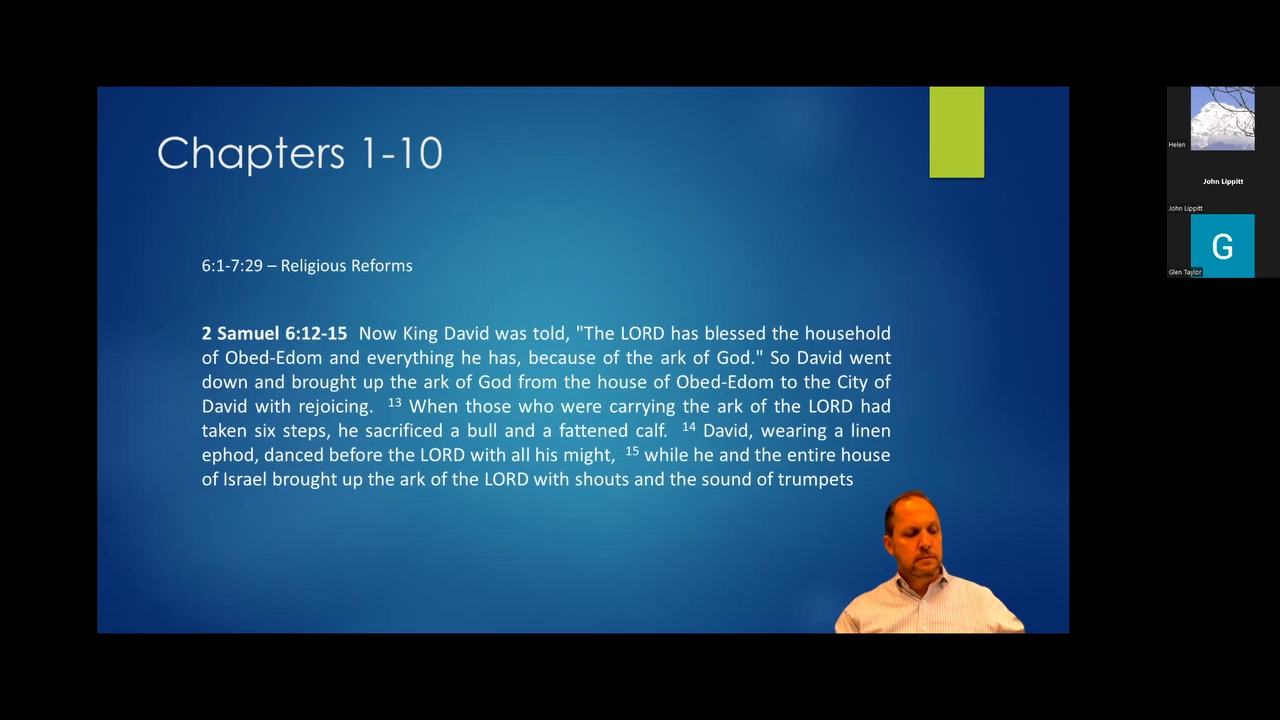 Chapters 1-10
6:1-7:29 – Religious Reforms
2 Samuel 6:12-15 Now King David was told, "The LORD has blessed the household
of Obed-Edom and everything he has, because of the ark of God." So David went
down and brought up the ark of God from the house of Obed-Edom to the City of
David with rejoicing. 13 When those who were carrying the ark of the LORD had
taken six steps, he sacrificed a bull and a fattened calf. 14 David, wearing a linen
ephod, danced before the LORD with all his might, 15 while he and the entire house
of Israel brought up the ark of the LORD with shouts and the sound of trumpets
Helen
John Lippitt
John Lippitt
G
Glen Taylor